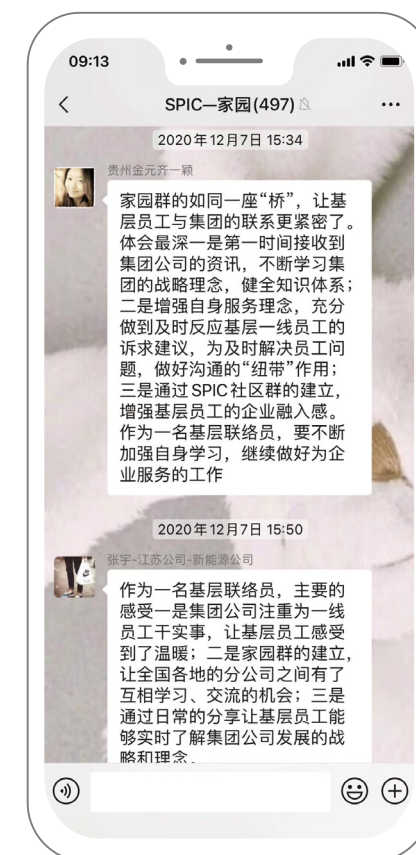 09:13
SPIC—家园(497)
2020年12月7日 15:34
贵州金元齐一颖
家园群的如同一座“桥”，让基
层员工与集团的联系更紧密了。
体会最深一是第一时间接收到
集团公司的资讯，不断学习集
团的战略理念，健全知识体系；
二是增强自身服务理念，充分
做到及时反应基层一线员工的
诉求建议，为及时解决员工问
题，做好沟通的“纽带”作用；
三是通过SPIC社区群的建立，
增强基层员工的企业融入感。
作为一名基层联络员，要不断
加强自身学习，继续做好为企
业服务的工作
2020年12月7日 15:50
张宇-江苏公司-新能源公司
作为一名基层联络员，主要的
感受一是集团公司注重为一线
员工干实事，让基层员工感受
到了温暖；二是家园群的建立，
让全国各地的分公司之间有了
互相学习、交流的机会；三是
通过日常的分享让基层员工能
够实时了解集团公司发展的战
略和理念。